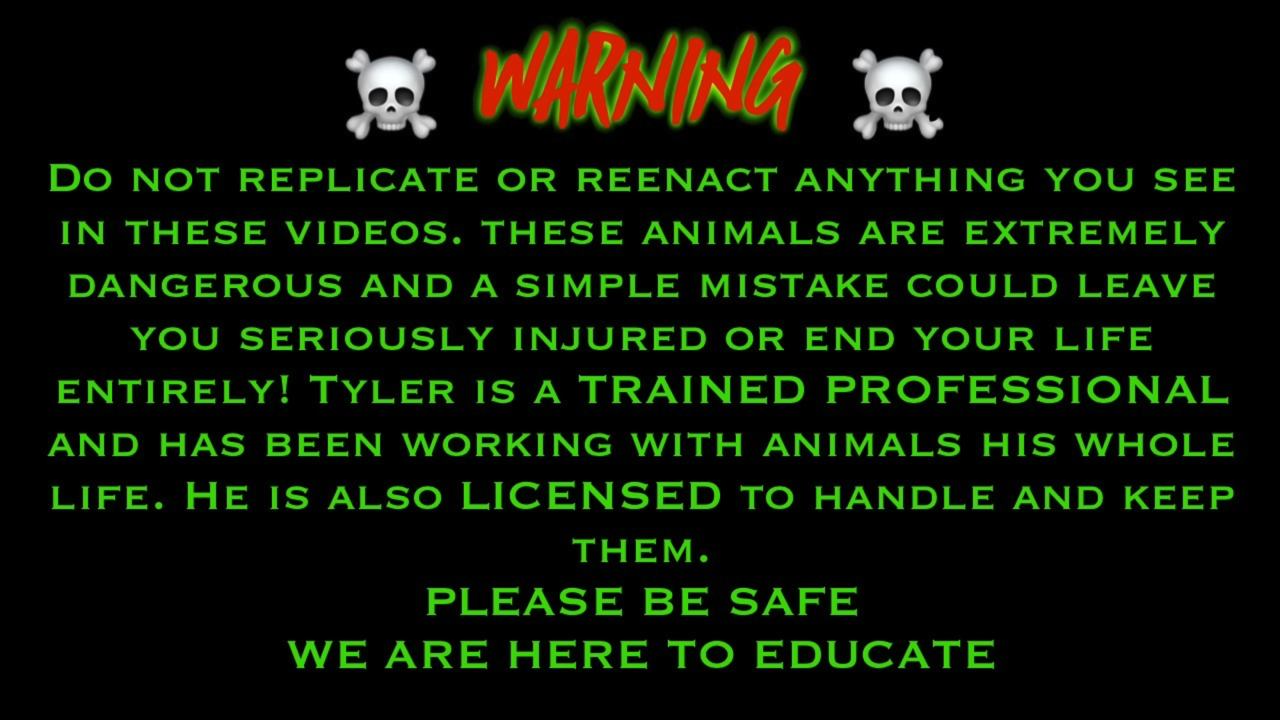 WARNING
Do not replicate or reenact anything you see
in these videos. these animals are extremely
dangerous and a simple mistake could leave
you seriously injured or end your life
entirely! Tyler is a TRAINED PROFESSIONAL
and has been working with animals his whole
life. He is also LICENSED to handle and keep
them.
PLEASE BE SAFE
WE ARE HERE TO EDUCATE